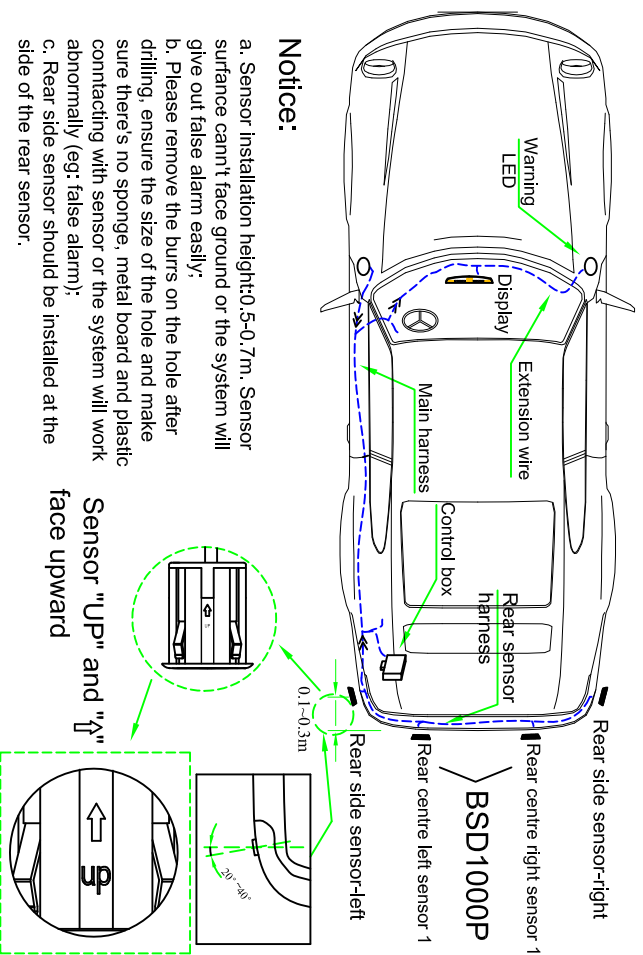 Rear side sensor-right
Warning
LED
Rear centre right sensor 1
Extension wire
Display
Rear sensor
harness
BSD1000P
Control box
Main harness
Rear centre left sensor 1
Rear side sensor-left
0.1~0.3m
20°~40°
Notice:
a. Sensor installation height:0.5-0.7m. Sensor
surfance cann't face ground or the system will
give out false alarm easily;
b. Please remove the burrs on the hole after
drilling, ensure the size of the hole and make
sure there's no sponge, metal board and plastic
conntacting with sensor or the system will work
abnormally (eg: false alarm);
c. Rear side sensor should be installed at the
side of the rear sensor.
UP
Sensor "UP" and "⇧"
face upward
up